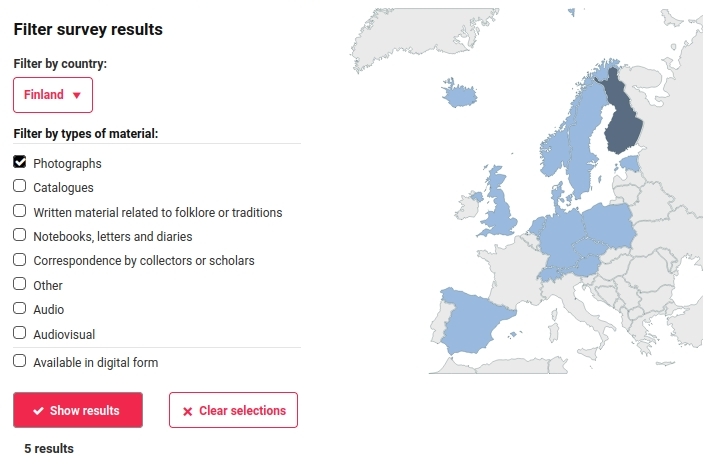 Filter survey results
Filter by country:
Finland
Filter by types of material:
Photographs
Catalogues
Written material related to folklore or traditions
Notebooks, letters and diaries
Correspondence by collectors or scholars
Other
Audio
Audiovisual
Available in digital form
Show results
Clear selections
5 results